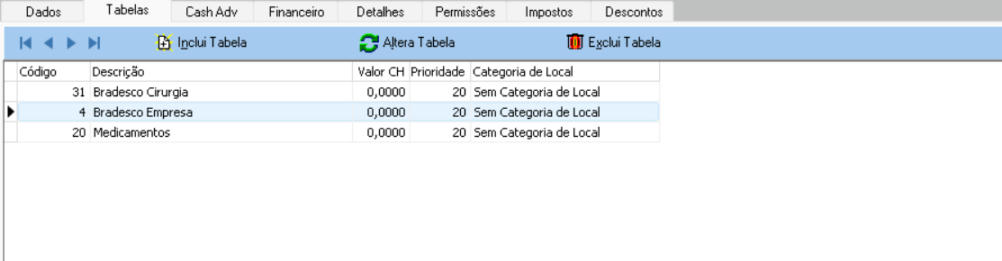 Dados Tabelas Cash Adv Financeiro Detalhes Permissões Impostos Descontos
Inclui Tabela Altera Tabela Exclui Tabela
Código Descrição Valor CH Prioridade Categoria de Local
31 Bradesco Cirurgia 0,0000 20 Sem Categoria de Local
4 Bradesco Empresa 0,0000 20 Sem Categoria de Local
20 Medicamentos 0,0000 20 Sem Categoria de Local